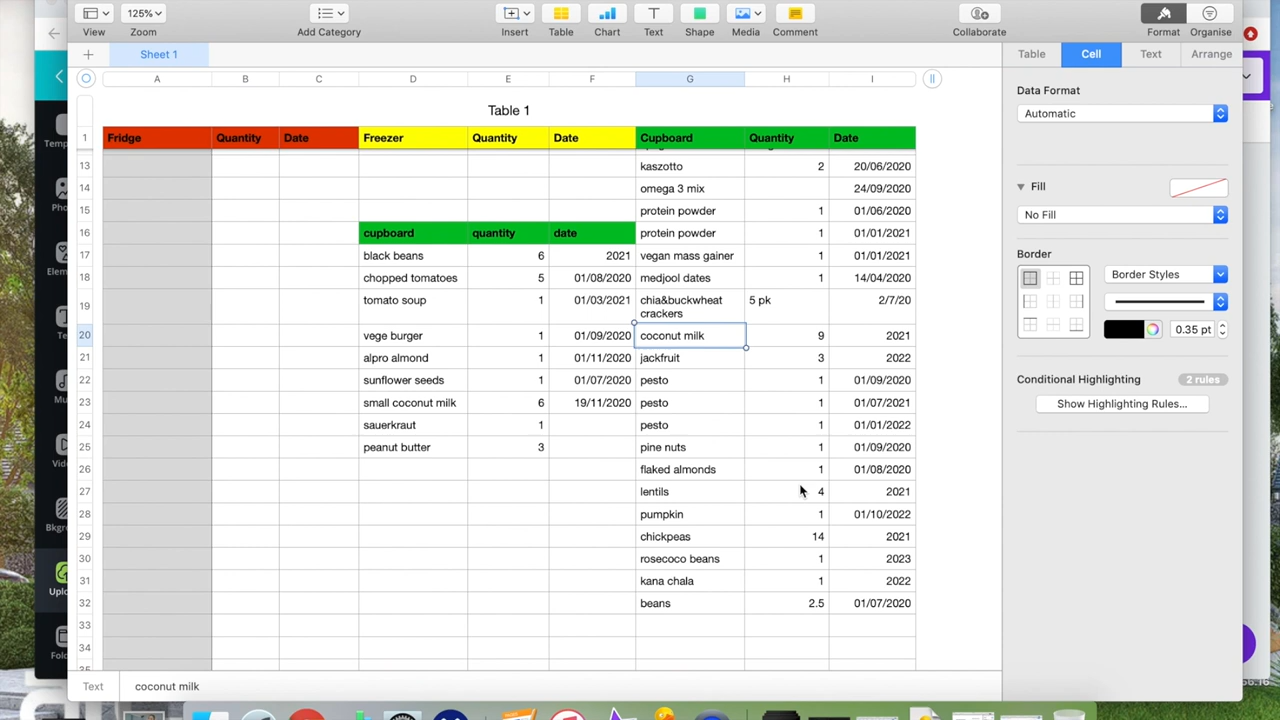 125%
View
Zoom
Add Category
Insert
Table
Chart
Text
Shape
Media
Comment
Collaborate
Format
Organise
Sheet 1
Table
Cell
Text
Arrange
A B C D E F G H I
Table 1
1 Fridge Quantity Date Freezer Quantity Date Cupboard Quantity Date
13 kaszotto 2 20/06/2020
14 omega 3 mix 24/09/2020
15 protein powder 1 01/06/2020
16 cupboard quantity date protein powder 1 01/01/2021
17 black beans 6 2021 vegan mass gainer 1 01/01/2021
18 chopped tomatoes 5 01/08/2020 medjool dates 1 14/04/2020
19 tomato soup 1 01/03/2021 chia&buckwheat 5 pk 2/7/20
crackers
20 vege burger 1 01/09/2020 coconut milk 9 2021
21 alpro almond 1 01/11/2020 jackfruit 3 2022
22 sunflower seeds 1 01/07/2020 pesto 1 01/09/2020
23 small coconut milk 6 19/11/2020 pesto 1 01/07/2021
24 sauerkraut 1 pesto 1 01/01/2022
25 peanut butter 3 pine nuts 1 01/09/2020
26 flaked almonds 1 01/08/2020
27 lentils 4 2021
28 pumpkin 1 01/10/2022
29 chickpeas 14 2021
30 rosecoco beans 1 2023
31 kana chala 1 2022
32 beans 2.5 01/07/2020
33
34
Data Format
Automatic
Fill
No Fill
Border
Border Styles
0.35 pt
Conditional Highlighting 2 rules
Show Highlighting Rules...
Text coconut milk
Temp
Pho
Elem
Te
Mu
Vide
Bkgr
Uplo
Fol